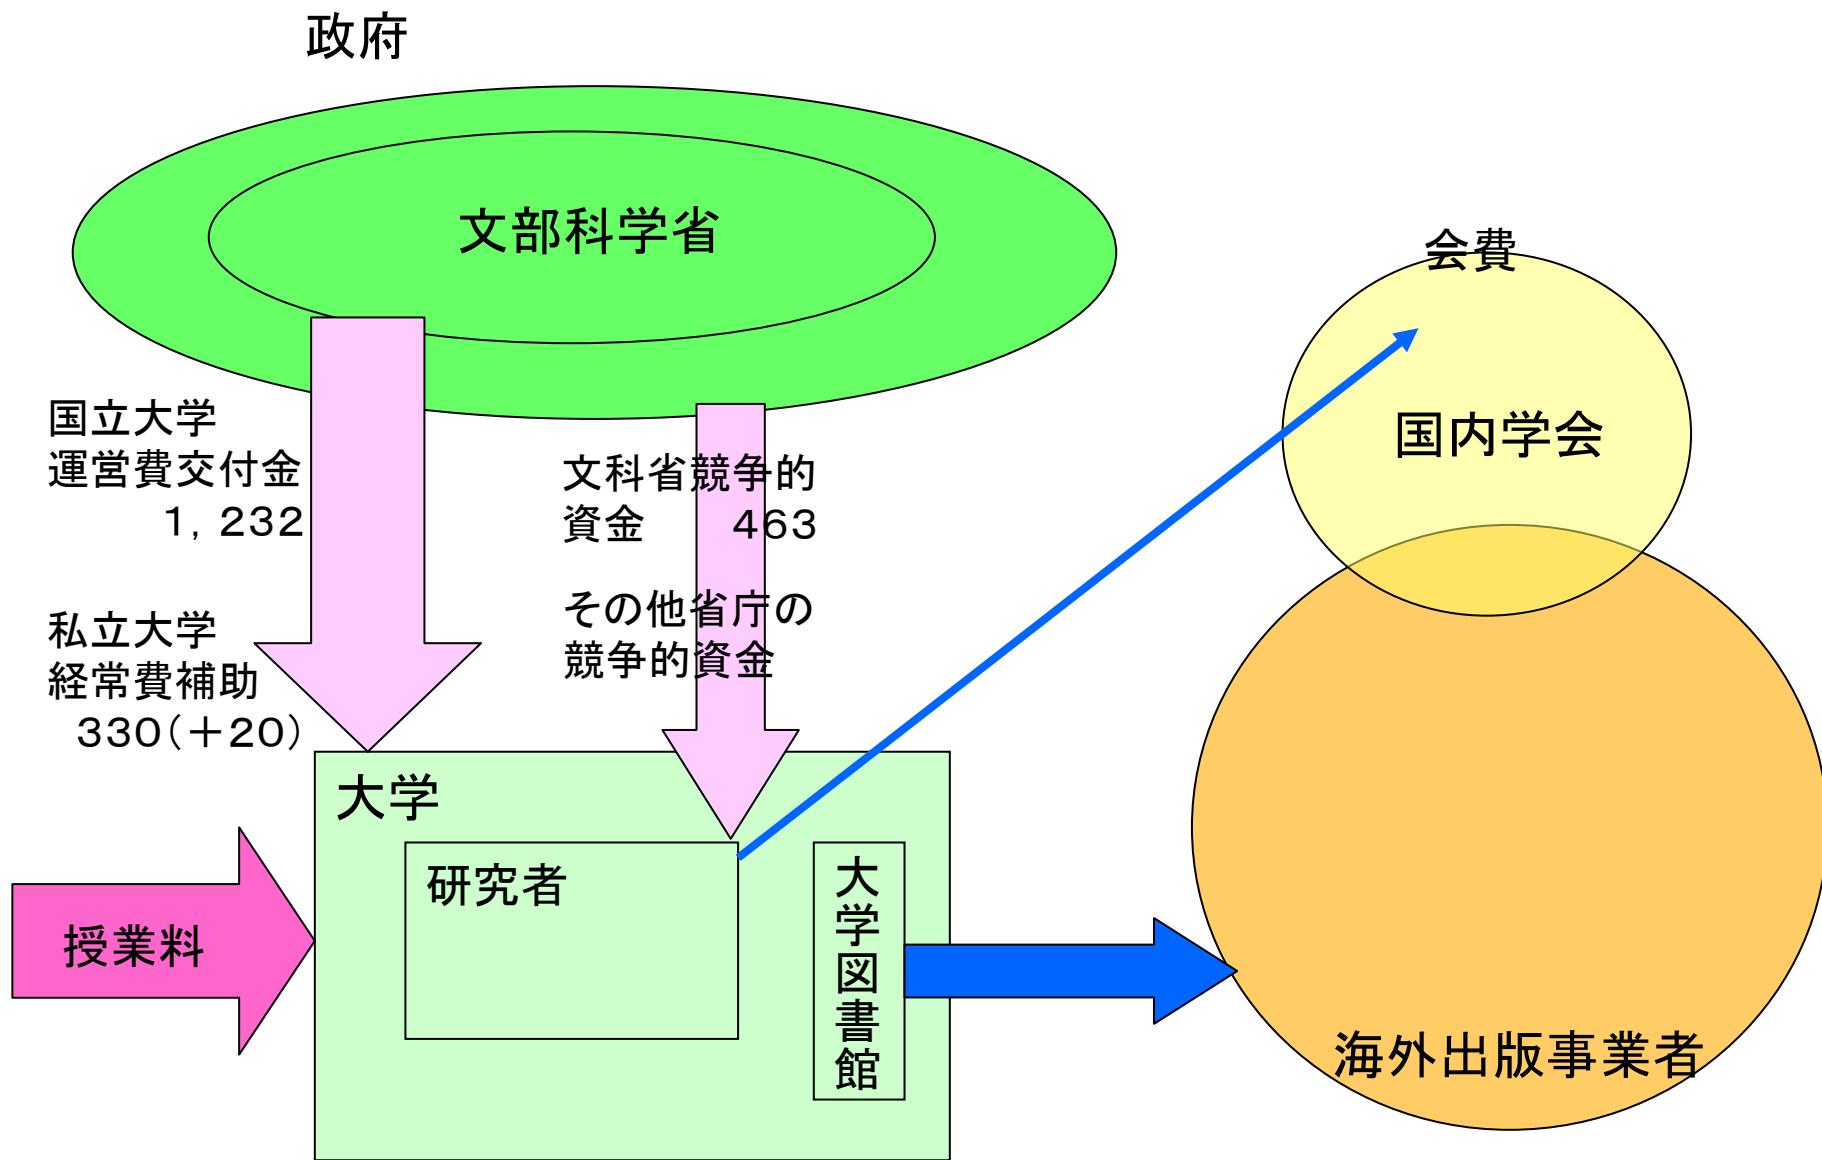 政府
文部科学省
会費
国内学会
国立大学
運営費交付金
1,232
私立大学
経常費補助
330(+20)
文科省競争的
資金 463
その他省庁の
競争的資金
大学
研究者
大学図書館
授業料
海外出版事業者